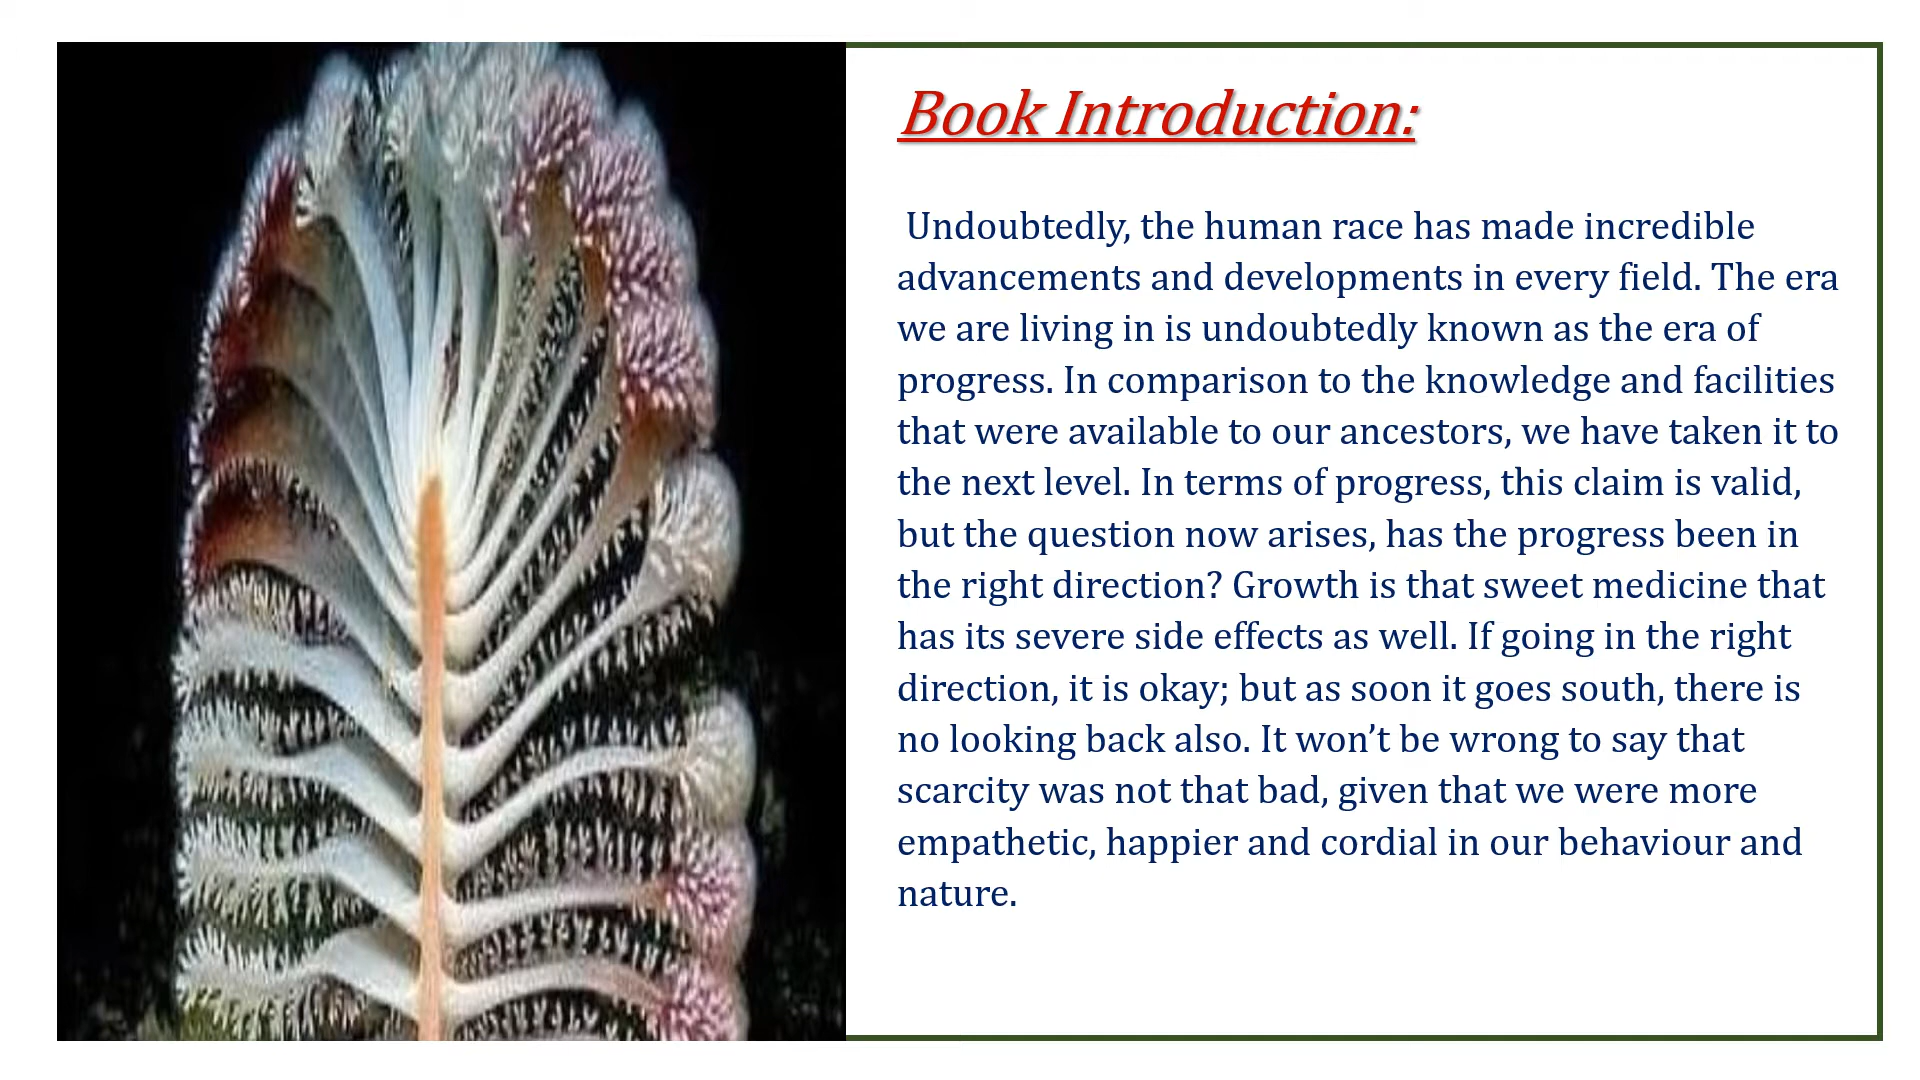 Book Introduction:
Undoubtedly, the human race has made incredible
advancements and developments in every field. The era
we are living in is undoubtedly known as the era of
progress. In comparison to the knowledge and facilities
that were available to our ancestors, we have taken it to
the next level. In terms of progress, this claim is valid,
but the question now arises, has the progress been in
the right direction? Growth is that sweet medicine that
has its severe side effects as well. If going in the right
direction, it is okay; but as soon it goes south, there is
no looking back also. It won’t be wrong to say that
scarcity was not that bad, given that we were more
empathetic, happier and cordial in our behaviour and
nature.